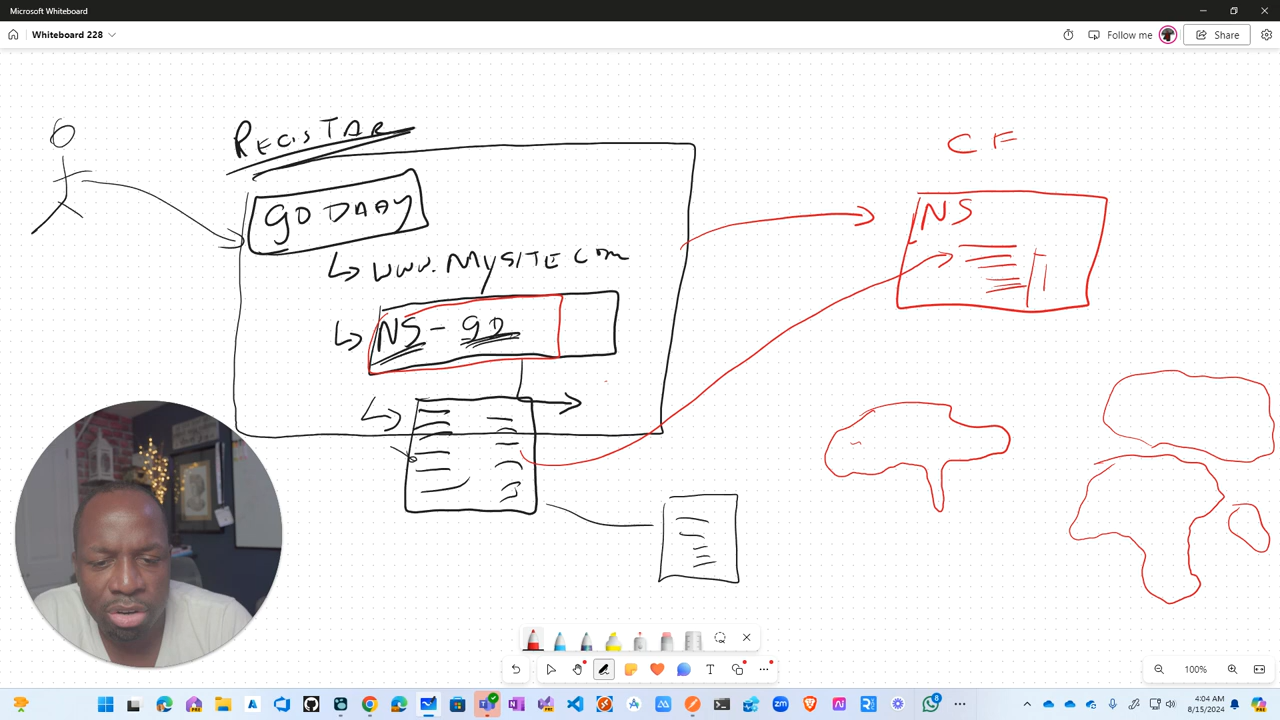 Microsoft Whiteboard
Whiteboard 228
Follow me
Share
REGISTAR
CF
GO DAAY
NS
WWW.MYSITE COM
NS - GD
100%
4:04 AM
8/15/2024